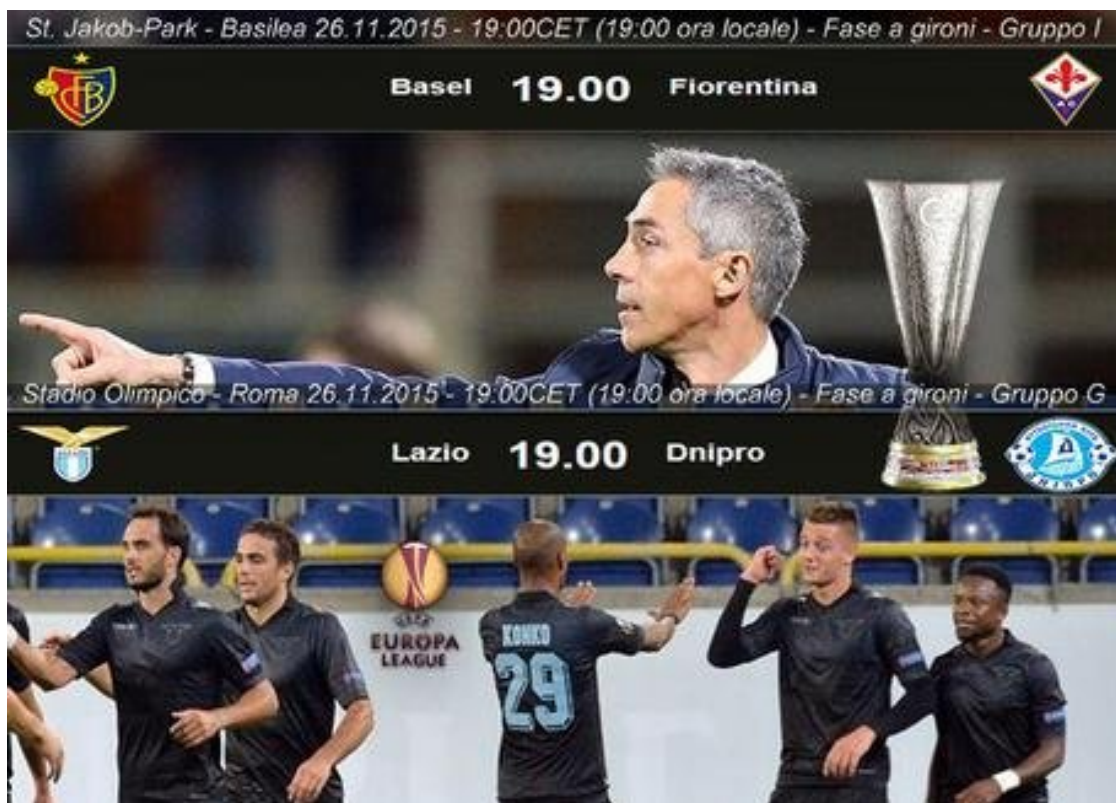 St. Jakob-Park - Basilea 26.11.2015 - 19:00CET (19:00 ora locale) - Fase a gironi - Gruppo I
Basel 19.00 Fiorentina
FCB
A C
Stadio Olimpico - Roma 26.11.2015 - 19:00CET (19:00 ora locale) - Fase a gironi - Gruppo G
Lazio 19.00 Dnipro
UEFA
EUROPA
LEAGUE
KONKO
29